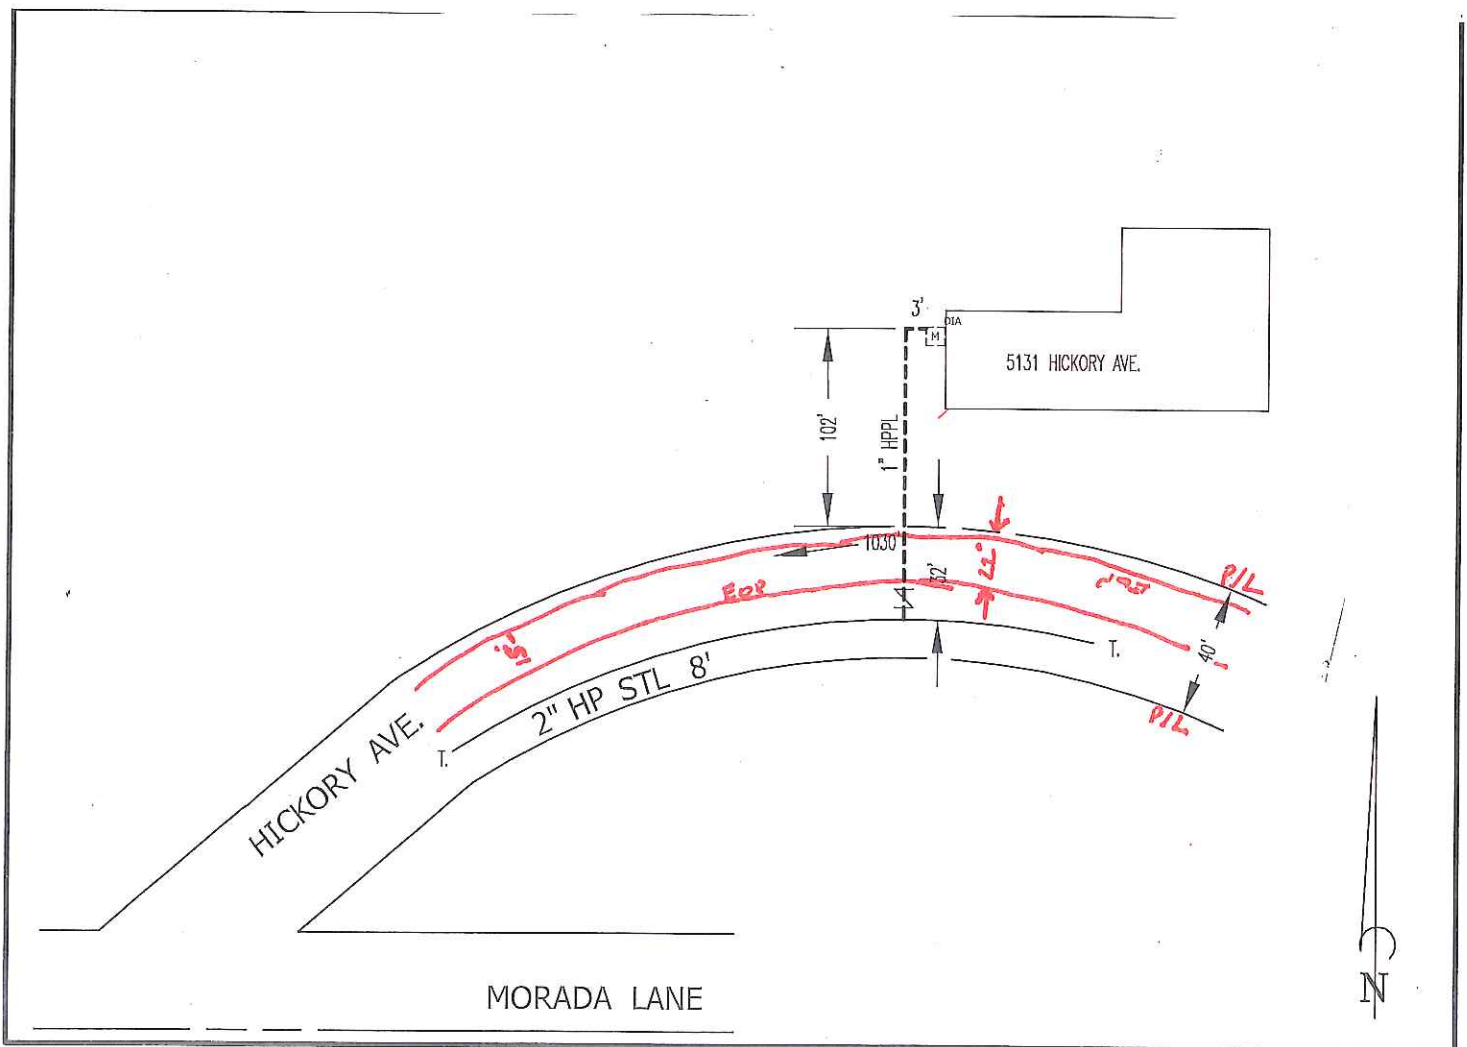 3'
DIA
M
5131 HICKORY AVE.
102'
1" HPPL
1030'
32'
22'
EOP
P/L
15'
40'
T.
2" HP STL 8'
P/L
HICKORY AVE.
T.
MORADA LANE
N